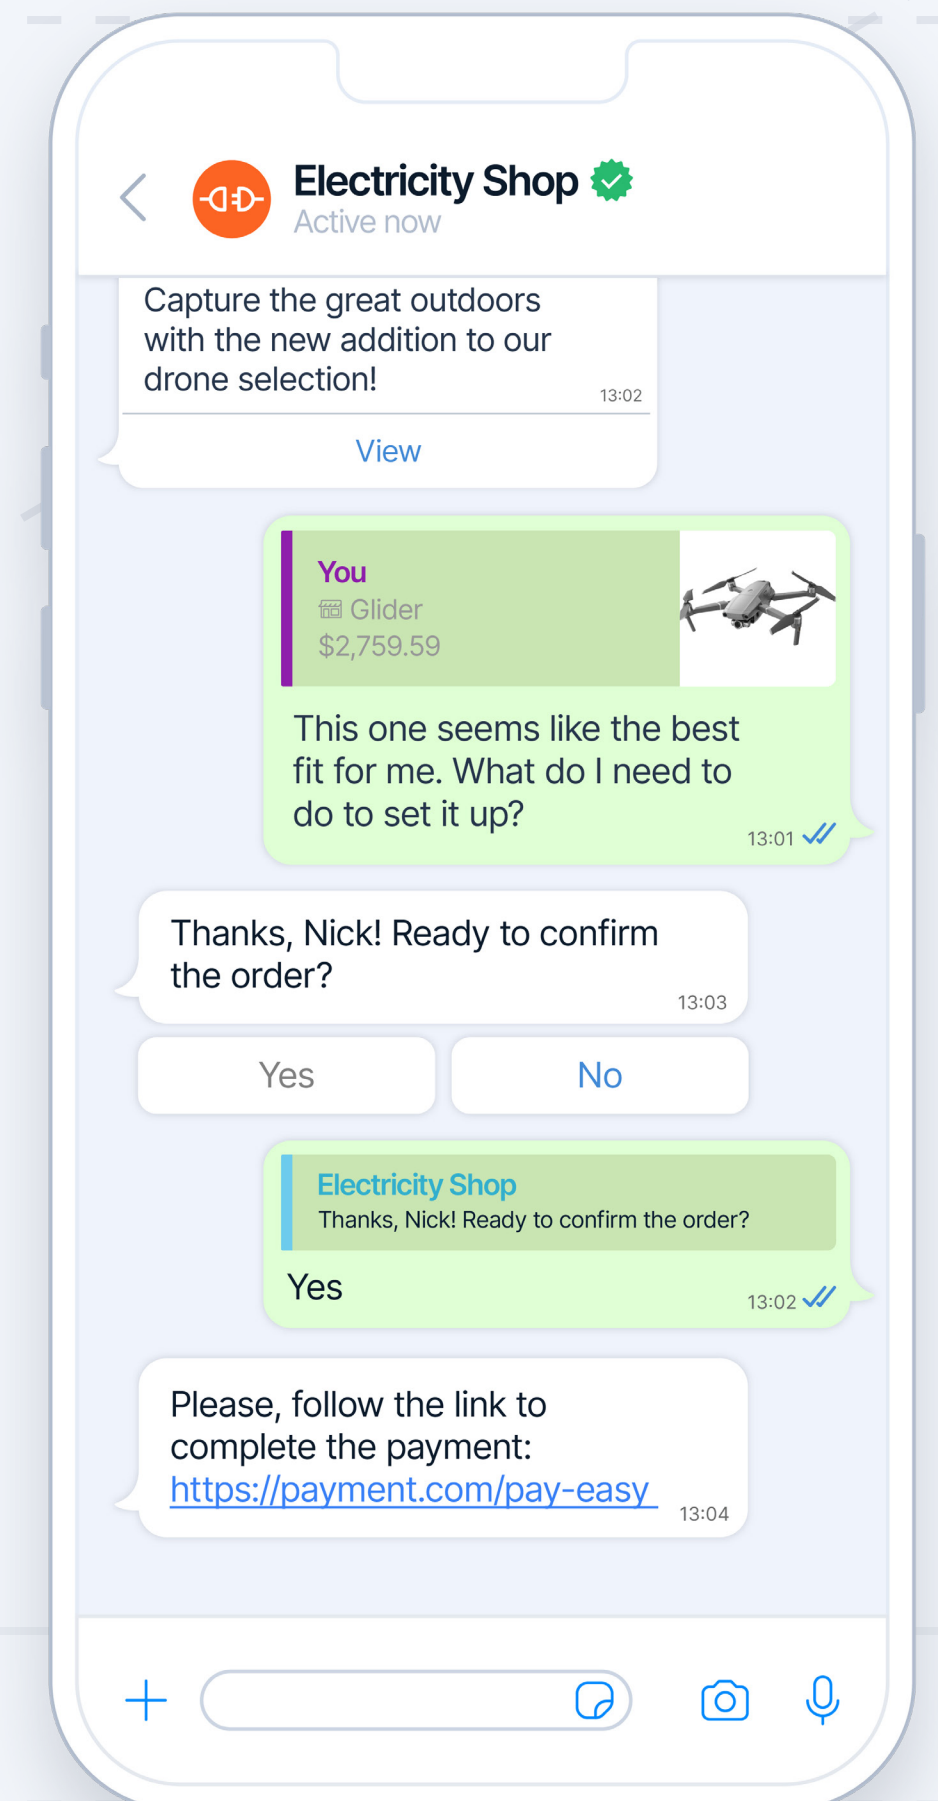 Electricity Shop
Active now
Capture the great outdoors
with the new addition to our
drone selection!
13:02
View
You
Glider
$2,759.59
This one seems like the best
fit for me. What do I need to
do to set it up?
13:01
Thanks, Nick! Ready to confirm
the order?
13:03
Yes
No
Electricity Shop
Thanks, Nick! Ready to confirm the order?
Yes
13:02
Please, follow the link to
complete the payment:
https://payment.com/pay-easy
13:04